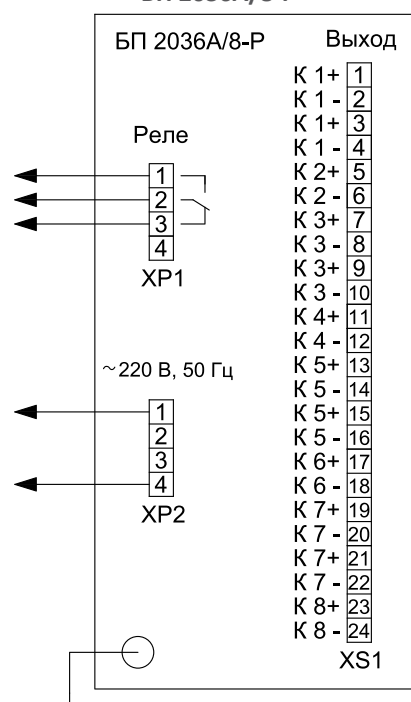 БП 2036А/8-Р
Выход
Реле
1
2
3
4
XP1
~220 В, 50 Гц
1
2
3
4
XP2
К 1+ 1
К 1 - 2
К 1+ 3
К 1 - 4
К 2+ 5
К 2 - 6
К 3+ 7
К 3 - 8
К 3+ 9
К 3 - 10
К 4+ 11
К 4 - 12
К 5+ 13
К 5 - 14
К 5+ 15
К 5 - 16
К 6+ 17
К 6 - 18
К 7+ 19
К 7 - 20
К 7+ 21
К 7 - 22
К 8+ 23
К 8 - 24
XS1